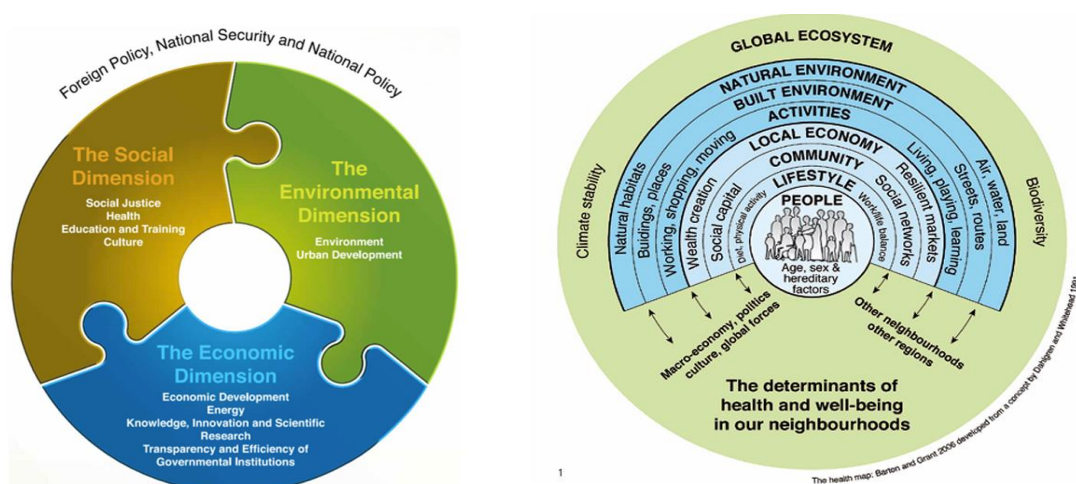 Foreign Policy, National Security and National Policy
The Social
Dimension
Social Justice
Health
Education and Training
Culture
The
Environmental
Dimension
Environment
Urban Development
The Economic
Dimension
Economic Development
Energy
Knowledge, Innovation and Scientific
Research
Transparency and Efficiency of
Governmental Institutions
GLOBAL ECOSYSTEM
NATURAL ENVIRONMENT
BUILT ENVIRONMENT
ACTIVITIES
LOCAL ECONOMY
COMMUNITY
LIFESTYLE
PEOPLE
Climate stability
Natural habitats
Buidings, places
Working, shopping, moving
Wealth creation
Social capital
Diet, physical activity
Work/life balance
Social networks
Resilient markets
Living, playing, learning
Streets, routes
Air, water, land
Biodiversity
Age, sex &
hereditary
factors
Macro-economy, politics
culture, global forces
Other neighbourhoods
other regions
The determinants of
health and well-being
in our neighbourhoods
1
The health map: Barton and Grant 2006 developed from a concept by Dahlgren and Whitehead 1991